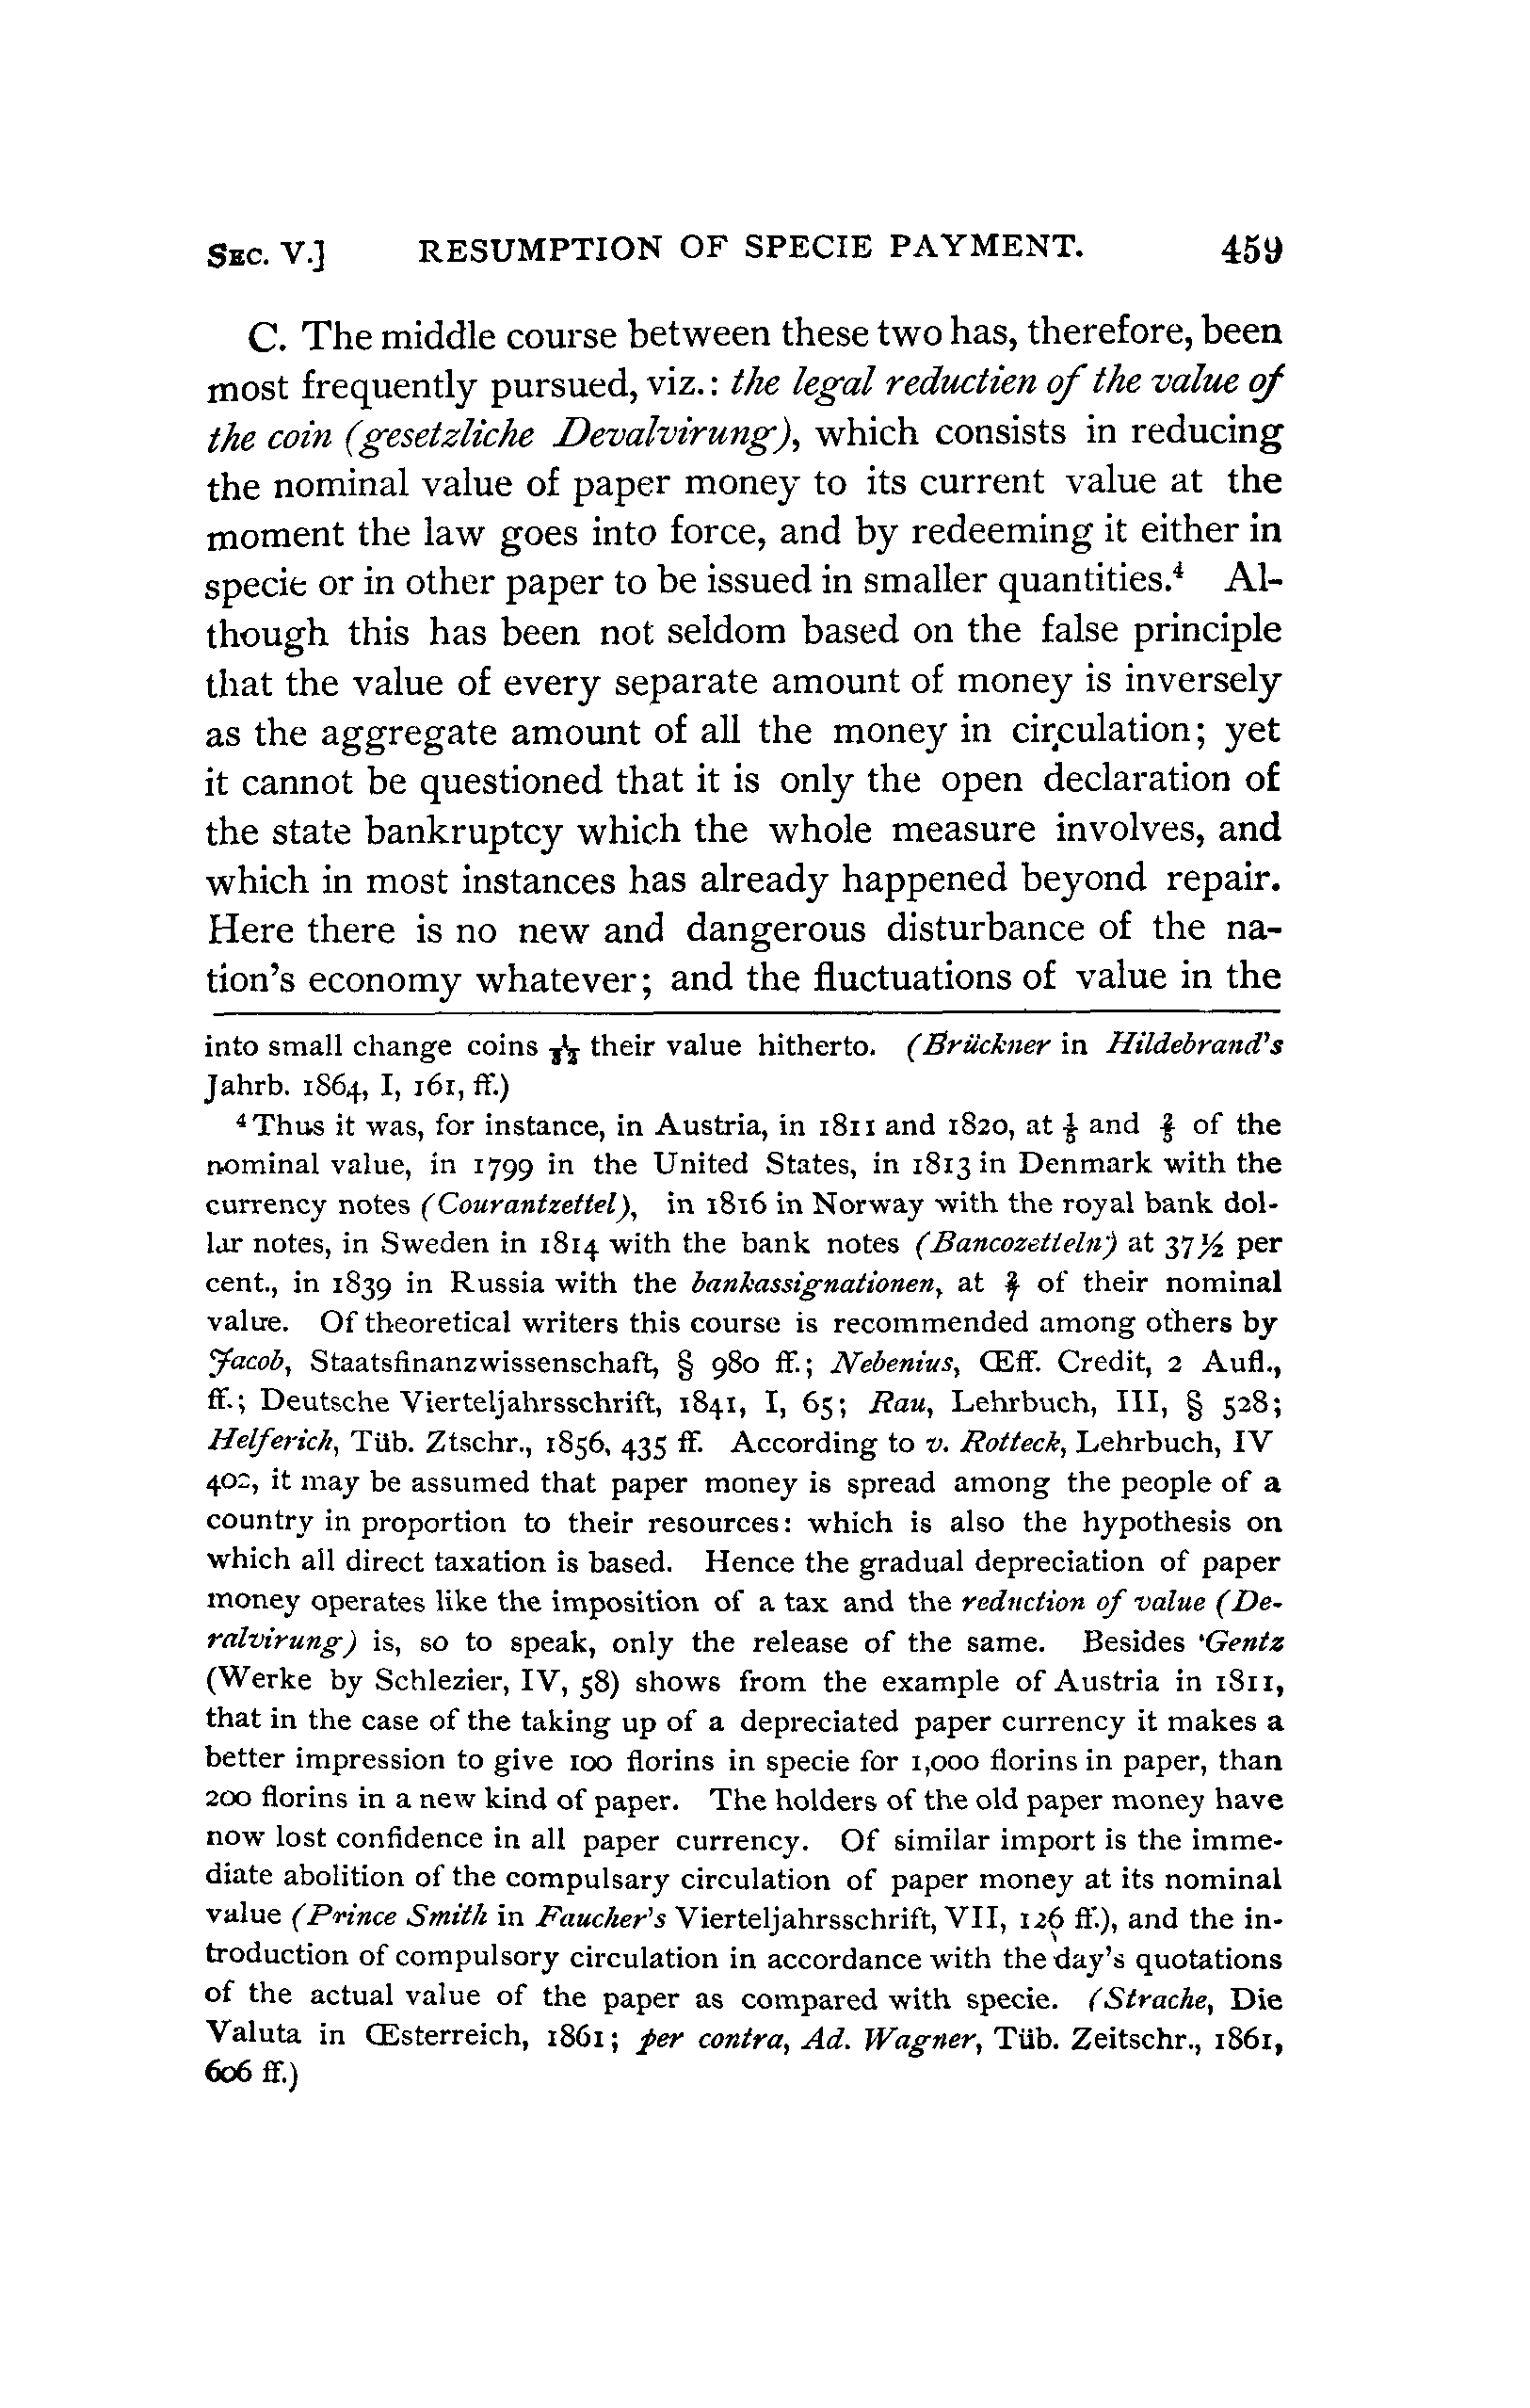 SEC. V.] RESUMPTION OF SPECIE PAYMENT. 459
C. The middle course between these two has, therefore, been
most frequently pursued, viz.: the legal reductien of the value of
the coin (gesetzliche Devalvirung), which consists in reducing
the nominal value of paper money to its current value at the
moment the law goes into force, and by redeeming it either in
specie or in other paper to be issued in smaller quantities.⁴ Al-
though this has been not seldom based on the false principle
that the value of every separate amount of money is inversely
as the aggregate amount of all the money in circulation; yet
it cannot be questioned that it is only the open declaration of
the state bankruptcy which the whole measure involves, and
which in most instances has already happened beyond repair.
Here there is no new and dangerous disturbance of the na-
tion's economy whatever; and the fluctuations of value in the
into small change coins their value hitherto. (Brückner in Hildebrand's
Jahrb. 1864, I, 161, ff.)
⁴ Thus it was, for instance, in Austria, in 1811 and 1820, at ⅕ and ⅖ of the
nominal value, in 1799 in the United States, in 1813 in Denmark with the
currency notes (Courantzettel), in 1816 in Norway with the royal bank dol-
lar notes, in Sweden in 1814 with the bank notes (Bancozetteln) at 37½ per
cent., in 1839 in Russia with the bankassignationen, at 2/7 of their nominal
value. Of theoretical writers this course is recommended among others by
Jacob, Staatsfinanzwissenschaft, § 980 ff.; Nebenius, Œff. Credit, 2 Aufl.,
ff.; Deutsche Vierteljahrsschrift, 1841, I, 65; Rau, Lehrbuch, III, § 528;
Helferich, Tüb. Ztschr., 1856, 435 ff. According to v. Rotteck, Lehrbuch, IV
402, it may be assumed that paper money is spread among the people of a
country in proportion to their resources: which is also the hypothesis on
which all direct taxation is based. Hence the gradual depreciation of paper
money operates like the imposition of a tax and the reduction of value (De-
ralvirung) is, so to speak, only the release of the same. Besides 'Gentz
(Werke by Schlezier, IV, 58) shows from the example of Austria in 1811,
that in the case of the taking up of a depreciated paper currency it makes a
better impression to give 100 florins in specie for 1,000 florins in paper, than
200 florins in a new kind of paper. The holders of the old paper money have
now lost confidence in all paper currency. Of similar import is the imme-
diate abolition of the compulsary circulation of paper money at its nominal
value (Prince Smith in Faucher's Vierteljahrsschrift, VII, 126 ff.), and the in-
troduction of compulsory circulation in accordance with the day's quotations
of the actual value of the paper as compared with specie. (Strache, Die
Valuta in Œsterreich, 1861; per contra, Ad. Wagner, Tüb. Zeitschr., 1861,
606 ff.)